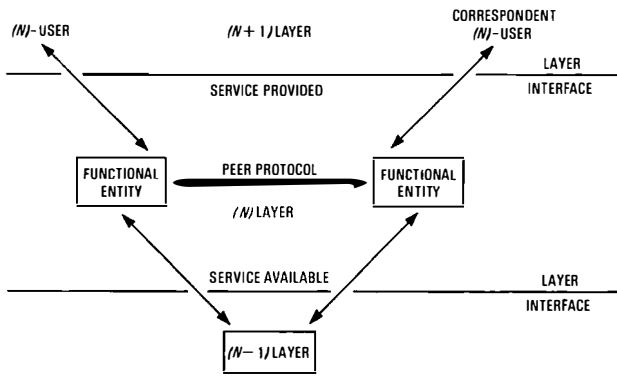 CORRESPONDENT
(N)-USER
(N+1) LAYER
(N)-USER
LAYER
SERVICE PROVIDED
INTERFACE
FUNCTIONAL
ENTITY
PEER PROTOCOL
FUNCTIONAL
ENTITY
(N) LAYER
SERVICE AVAILABLE
LAYER
INTERFACE
(N-1) LAYER